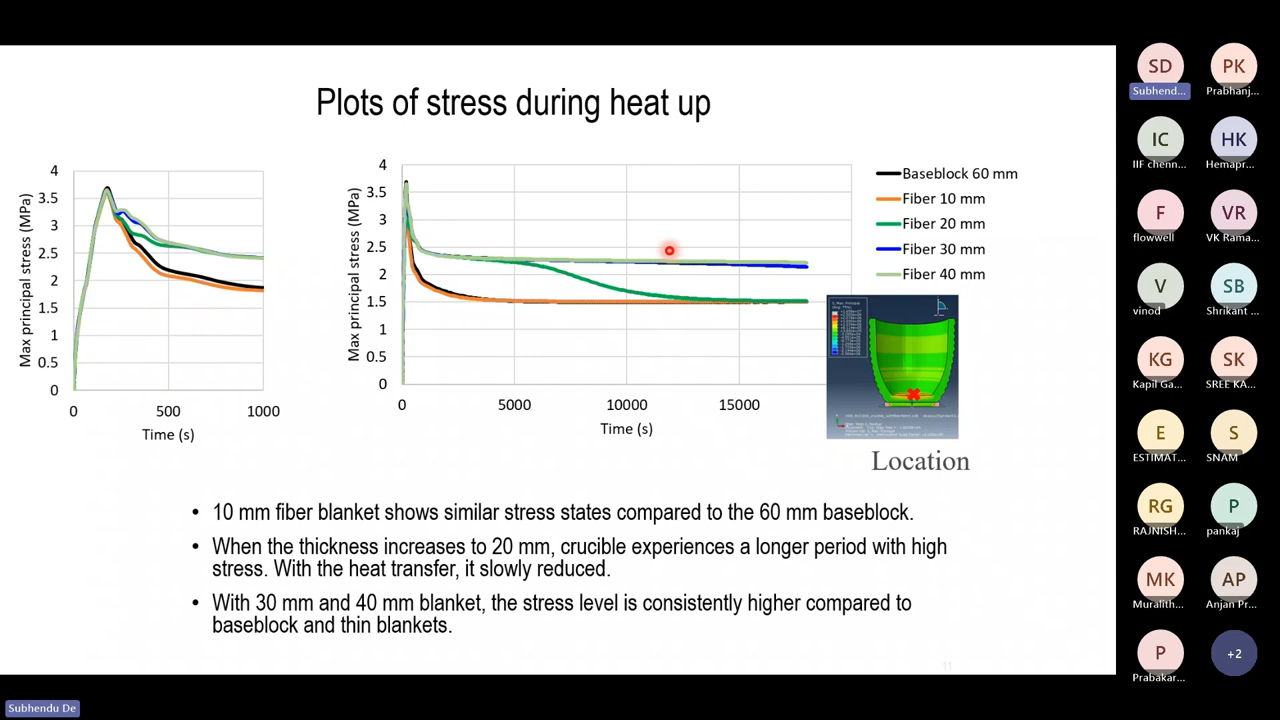 Plots of stress during heat up
Max principal stress (MPa)
4
3.5
3
2.5
2
1.5
1
0.5
0
0
500
1000
Time (s)
Max principal stress (MPa)
4
3.5
3
2.5
2
1.5
1
0.5
0
0
5000
10000
15000
Time (s)
Baseblock 60 mm
Fiber 10 mm
Fiber 20 mm
Fiber 30 mm
Fiber 40 mm
Location
• 10 mm fiber blanket shows similar stress states compared to the 60 mm baseblock.
• When the thickness increases to 20 mm, crucible experiences a longer period with high
stress. With the heat transfer, it slowly reduced.
• With 30 mm and 40 mm blanket, the stress level is consistently higher compared to
baseblock and thin blankets.
11
SD
Subhend...
PK
Prabhanj...
IC
IIF chenn...
HK
Hemapr...
F
flowwell
VR
VK Rama...
V
vinod
SB
Shrikant ...
KG
Kapil Ga...
SK
SREE KA...
E
ESTIMAT...
S
SNAM
RG
RAJNISH...
P
pankaj
MK
Muralith...
AP
Anjan Pr...
P
Prabakar...
+2
Subhendu De